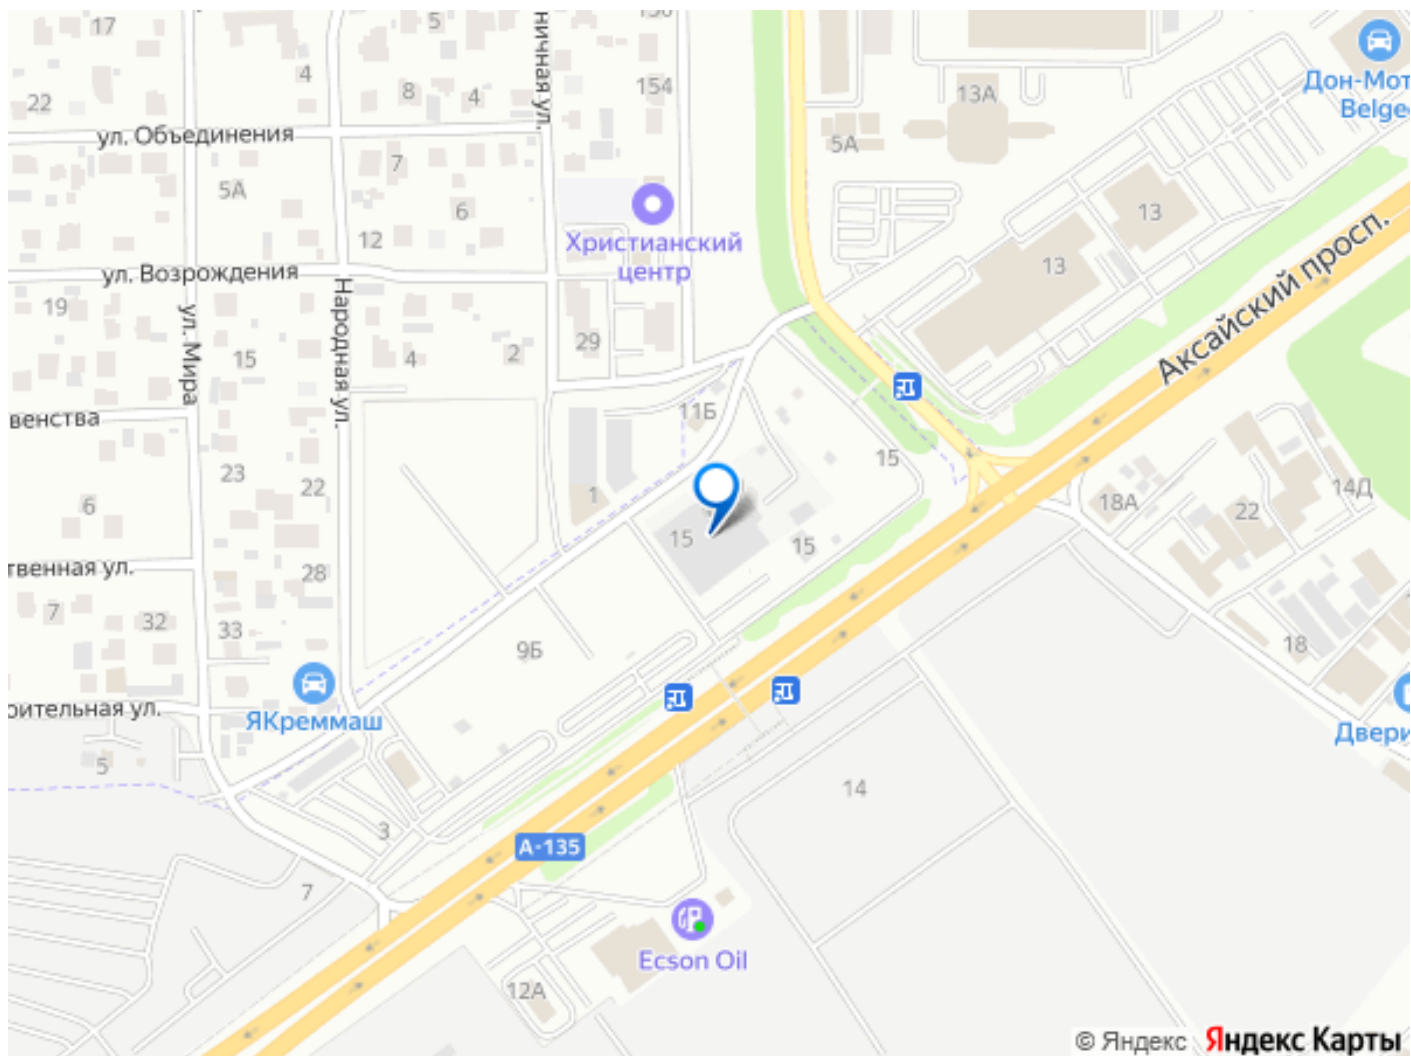 17
5
4
22
8
4
154
13А
Дон-Мот
Belge
ул. Объединения
ничная ул.
5А
7
5А
6
13
Христианский
центр
12
13
ул. Возрождения
19
ул. Мира
Народная ул.
15
4
2
29
Аксайский просп.
венства
11Б
23
22
1
15
6
15
15
18А
22
14Д
твенная ул.
28
7
32
33
9Б
18
оительная ул.
ЯКреммаш
Двери
5
14
3
А-135
7
Ecson Oil
12А
© Яндекс Яндекс Карты